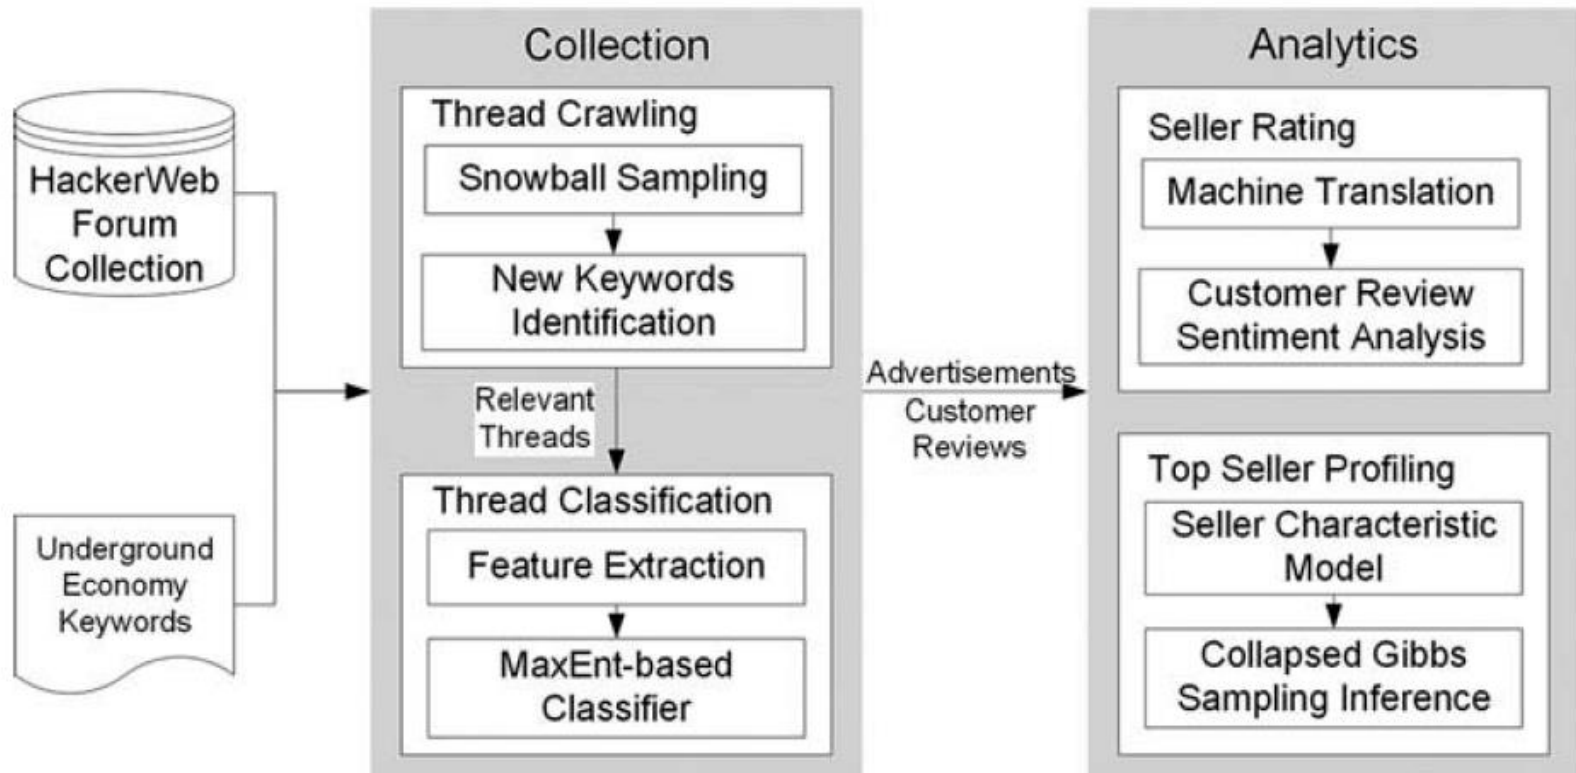 HackerWeb
Forum
Collection
Underground
Economy
Keywords
Collection
Thread Crawling
Snowball Sampling
New Keywords
Identification
Relevant
Threads
Thread Classification
Feature Extraction
MaxEnt-based
Classifier
Advertisements
Customer
Reviews
Analytics
Seller Rating
Machine Translation
Customer Review
Sentiment Analysis
Top Seller Profiling
Seller Characteristic
Model
Collapsed Gibbs
Sampling Inference